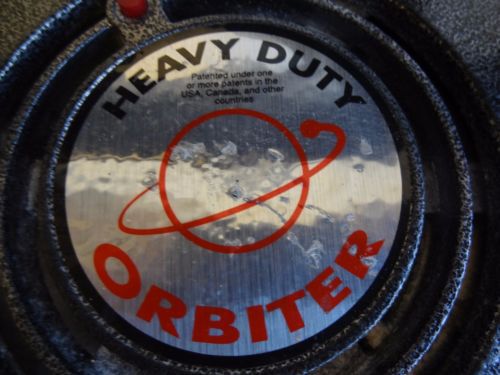 HEAVY DUTY
Patented under one
or more patents in the
USA, Canada, and other
countries
ORBITER